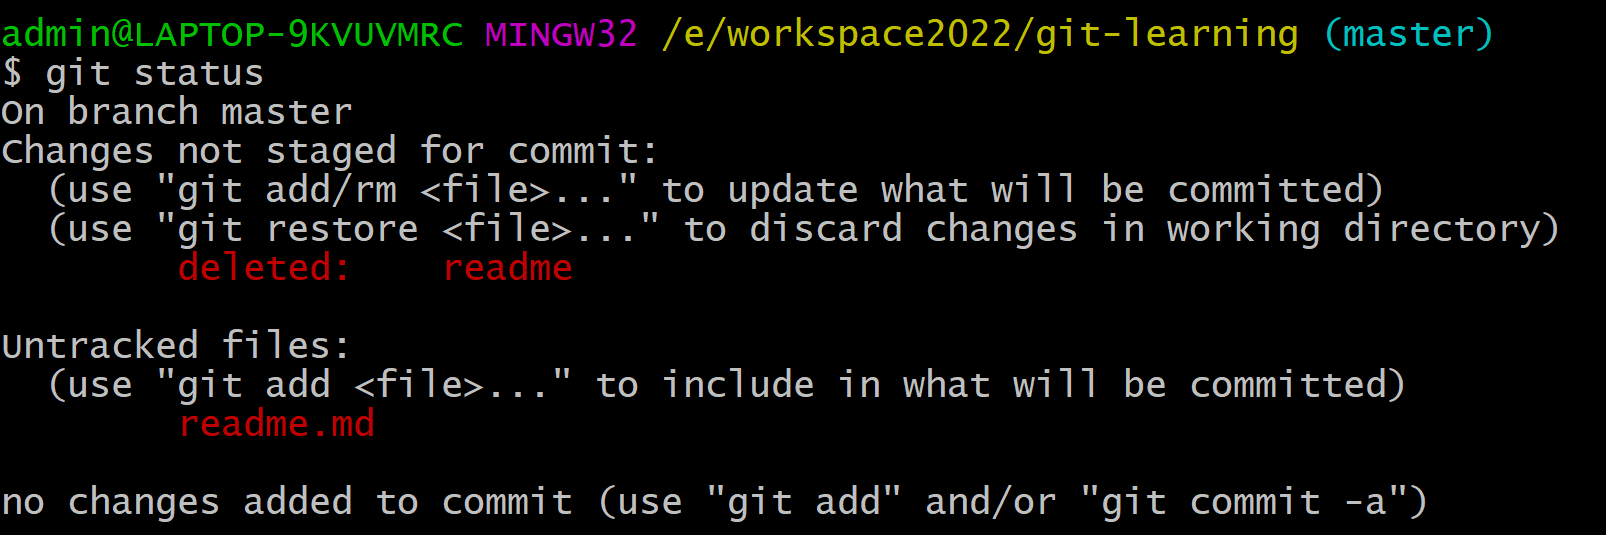 admin@LAPTOP-9KVUVMRC MINGW32 /e/workspace2022/git-learning (master)
$ git status
On branch master
Changes not staged for commit:
  (use "git add/rm <file>..." to update what will be committed)
  (use "git restore <file>..." to discard changes in working directory)
        deleted:    readme

Untracked files:
  (use "git add <file>..." to include in what will be committed)
        readme.md

no changes added to commit (use "git add" and/or "git commit -a")